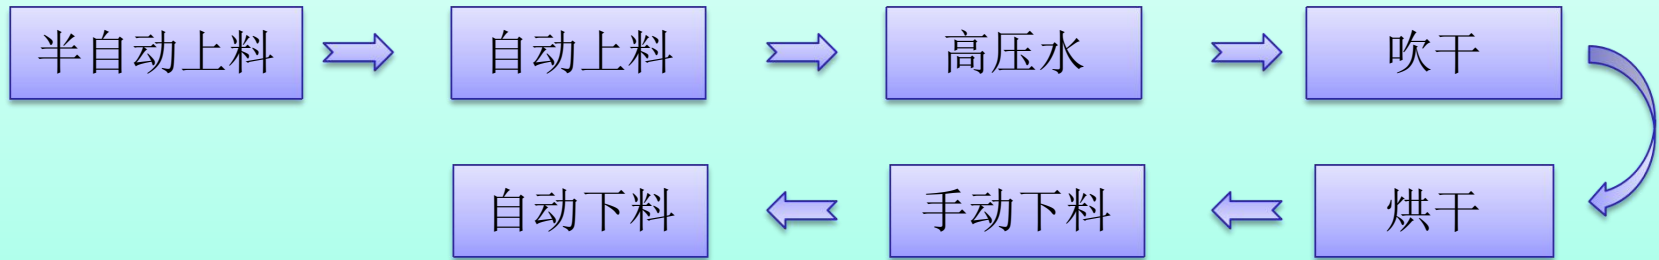 半自动上料
自动上料
高压水
吹干
烘干
手动下料
自动下料